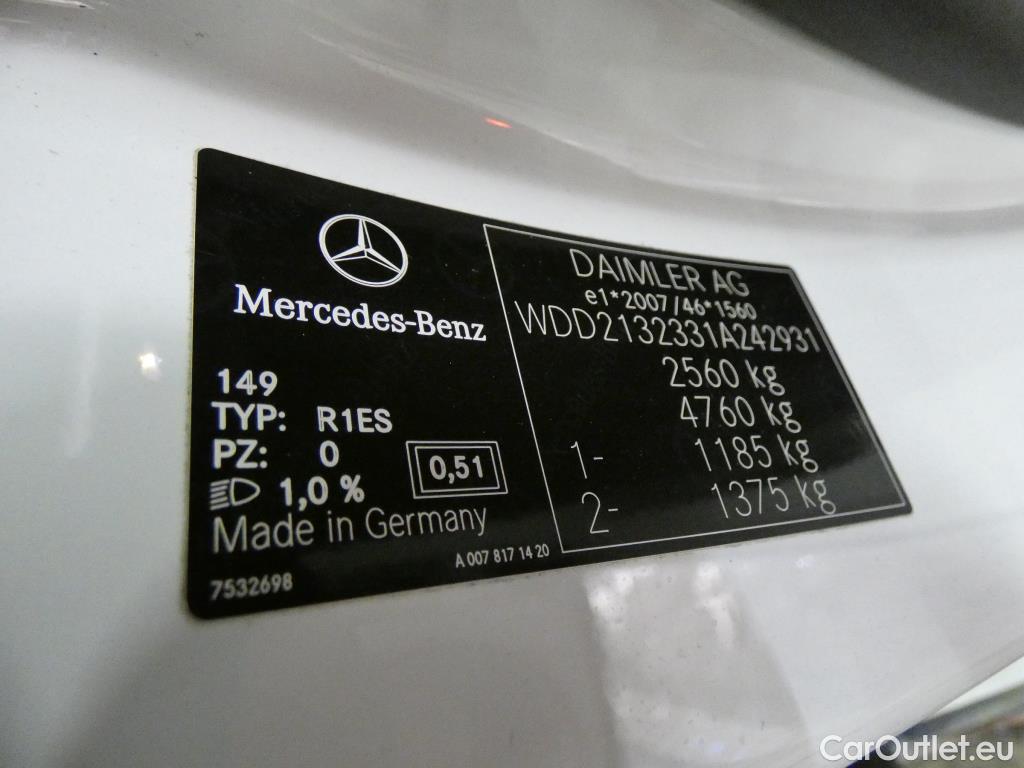 Mercedes-Benz
149
TYP: R1ES
PZ: 0
1,0 %
0,51
Made in Germany
A 007 817 14 20
7532698
DAIMLER AG
e1*2007/46*1560
WDD2132331A242931
2560 kg
4760 kg
1- 1185 kg
2- 1375 kg
CarOutlet.eu